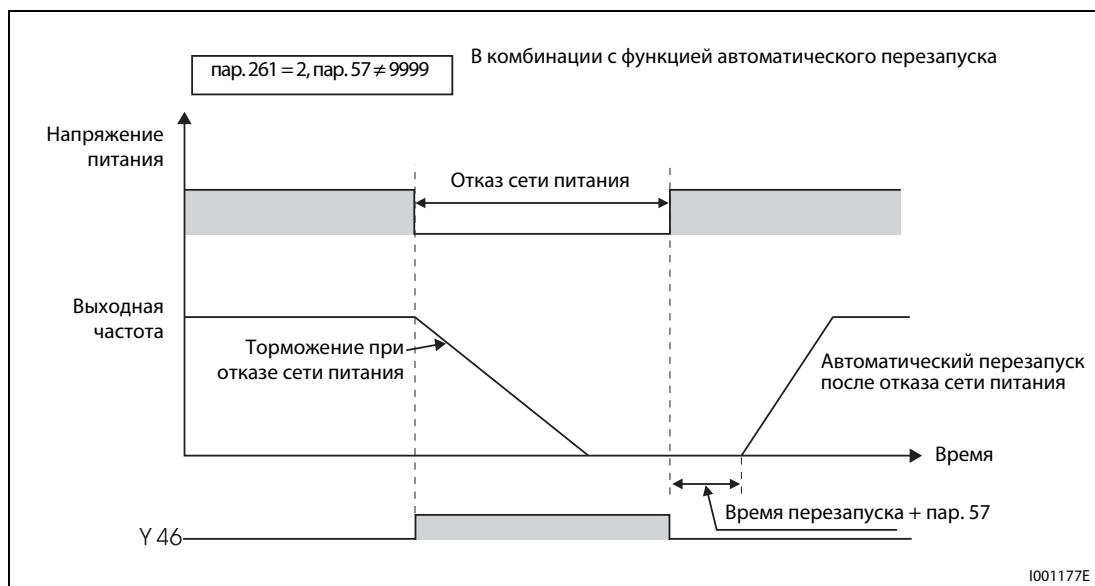 пар. 261 = 2, пар. 57 ≠ 9999
В комбинации с функцией автоматического перезапуска
Напряжение
питания
Отказ сети питания
Выходная
частота
Торможение при
отказе сети питания
Автоматический перезапуск
после отказа сети питания
Время
Время перезапуска + пар. 57
Y 46
I001177E